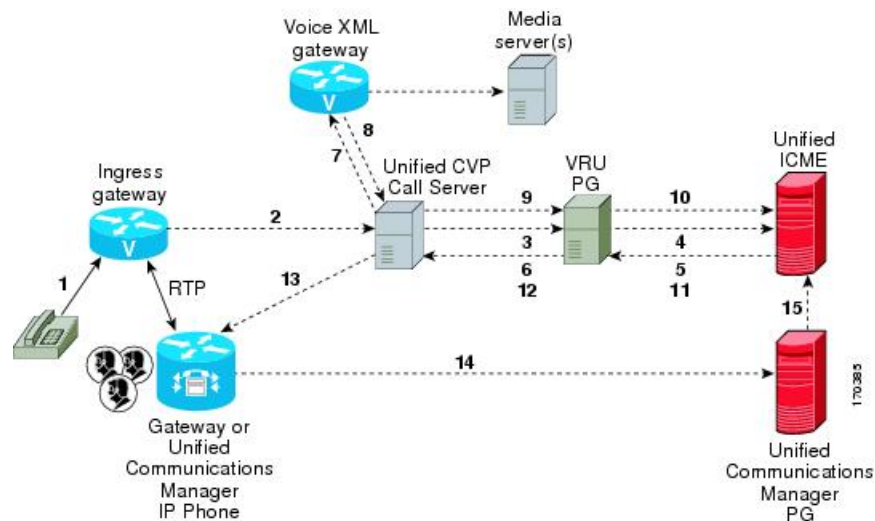 Voice XML
gateway
Media
server(s)
V
8
7
Unified CVP
Call Server
VRU
PG
Unified
ICME
Ingress
gateway
V
2
9
10
3
4
6
5
12
11
1
RTP
13
15
14
170385
Gateway or
Unified
Communications
Manager
IP Phone
Unified
Communications
Manager
PG